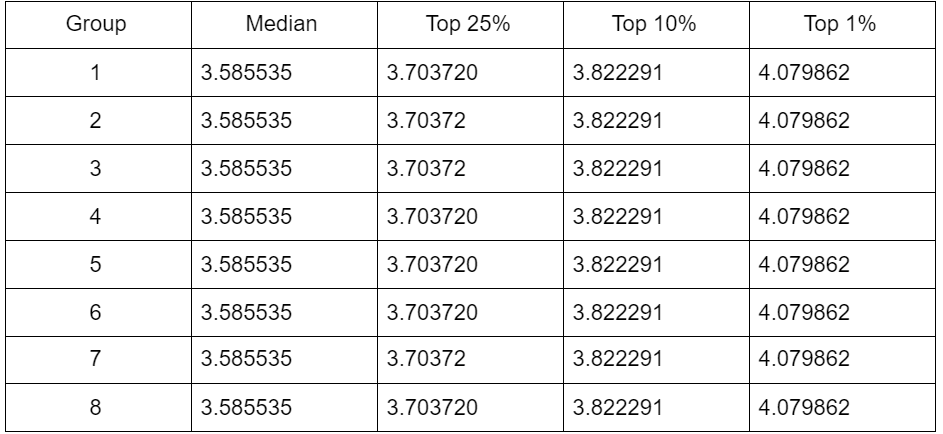 Group Median Top 25% Top 10% Top 1%
1 3.585535 3.703720 3.822291 4.079862
2 3.585535 3.70372 3.822291 4.079862
3 3.585535 3.70372 3.822291 4.079862
4 3.585535 3.703720 3.822291 4.079862
5 3.585535 3.703720 3.822291 4.079862
6 3.585535 3.703720 3.822291 4.079862
7 3.585535 3.70372 3.822291 4.079862
8 3.585535 3.703720 3.822291 4.079862